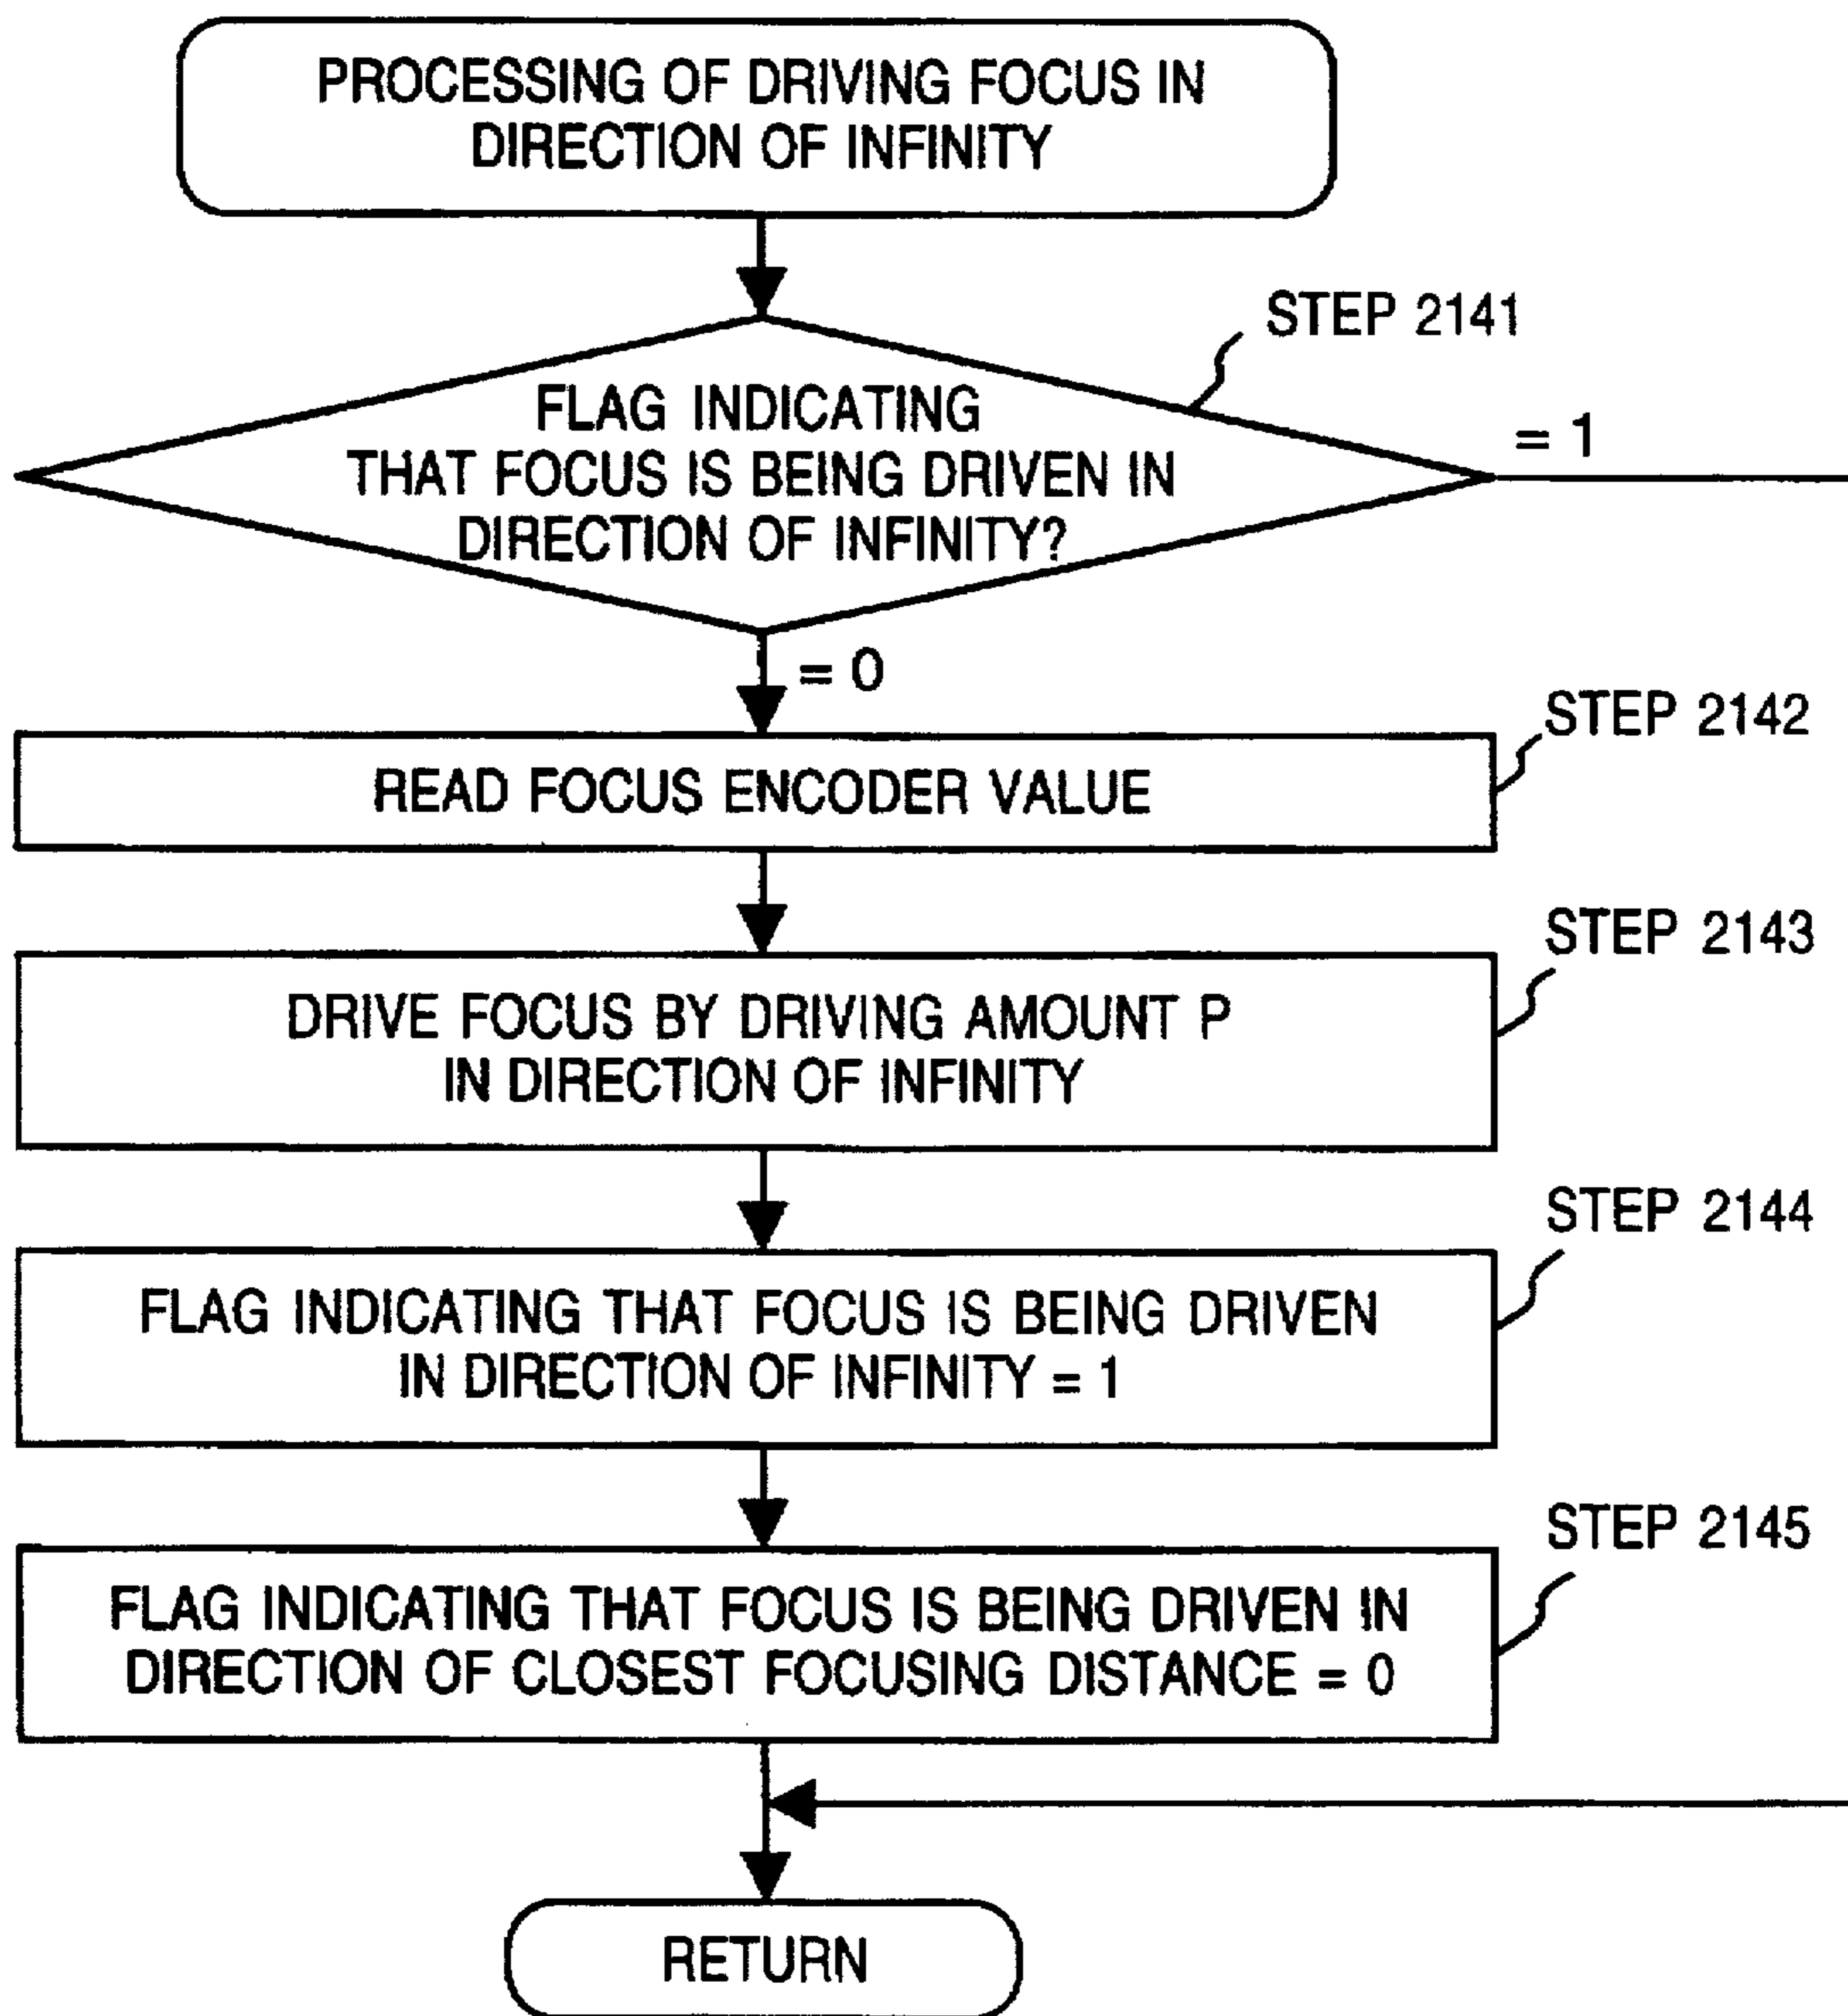 PROCESSING OF DRIVING FOCUS IN
DIRECTION OF INFINITY
STEP 2141
FLAG INDICATING
THAT FOCUS IS BEING DRIVEN IN
DIRECTION OF INFINITY?
= 1
= 0
STEP 2142
READ FOCUS ENCODER VALUE
STEP 2143
DRIVE FOCUS BY DRIVING AMOUNT P
IN DIRECTION OF INFINITY
STEP 2144
FLAG INDICATING THAT FOCUS IS BEING DRIVEN
IN DIRECTION OF INFINITY = 1
STEP 2145
FLAG INDICATING THAT FOCUS IS BEING DRIVEN IN
DIRECTION OF CLOSEST FOCUSING DISTANCE = 0
RETURN